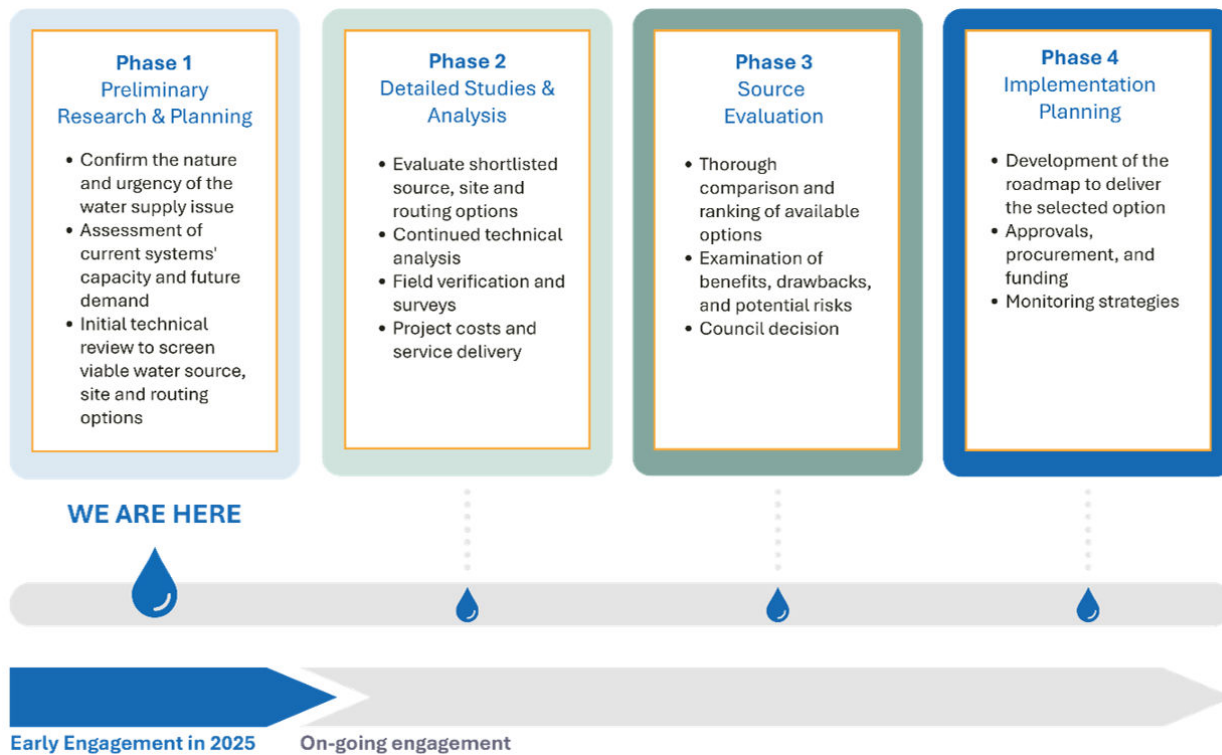 Phase 1
Preliminary
Research & Planning
• Confirm the nature
and urgency of the
water supply issue
• Assessment of
current systems'
capacity and future
demand
• Initial technical
review to screen
viable water source,
site and routing
options
Phase 2
Detailed Studies &
Analysis
• Evaluate shortlisted
source, site and
routing options
• Continued technical
analysis
• Field verification and
surveys
• Project costs and
service delivery
Phase 3
Source
Evaluation
• Thorough
comparison and
ranking of available
options
• Examination of
benefits, drawbacks,
and potential risks
• Council decision
Phase 4
Implementation
Planning
• Development of the
roadmap to deliver
the selected option
• Approvals,
procurement, and
funding
• Monitoring strategies
WE ARE HERE
Early Engagement in 2025
On-going engagement